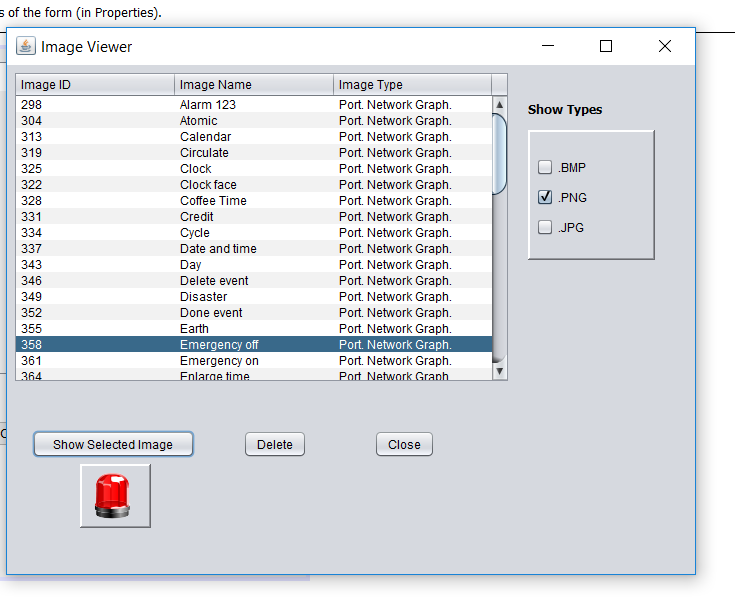 s of the form (in Properties).
Image Viewer
Image ID Image Name Image Type
298 Alarm 123 Port. Network Graph.
304 Atomic Port. Network Graph.
313 Calendar Port. Network Graph.
319 Circulate Port. Network Graph.
325 Clock Port. Network Graph.
322 Clock face Port. Network Graph.
328 Coffee Time Port. Network Graph.
331 Credit Port. Network Graph.
334 Cycle Port. Network Graph.
337 Date and time Port. Network Graph.
343 Day Port. Network Graph.
346 Delete event Port. Network Graph.
349 Disaster Port. Network Graph.
352 Done event Port. Network Graph.
355 Earth Port. Network Graph.
358 Emergency off Port. Network Graph.
361 Emergency on Port. Network Graph.
364 Enlarge time Port. Network Graph.
Show Types
.BMP
.PNG
.JPG
Show Selected Image Delete Close